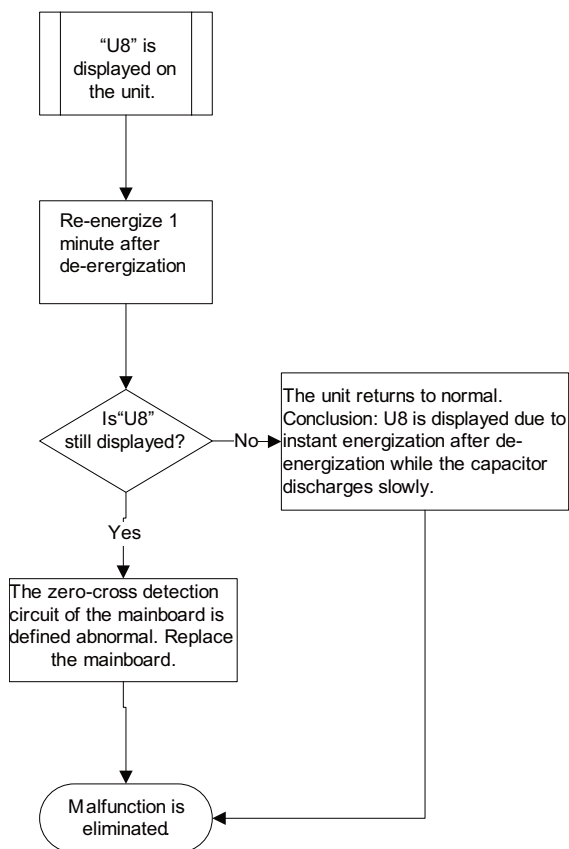 “U8” is
displayed on
the unit.
Re-energize 1
minute after
de-erergization
Is“U8”
still displayed?
No
The unit returns to normal.
Conclusion: U8 is displayed due to
instant energization after de-
energization while the capacitor
discharges slowly.
Yes
The zero-cross detection
circuit of the mainboard is
defined abnormal. Replace
the mainboard.
Malfunction is
eliminated.